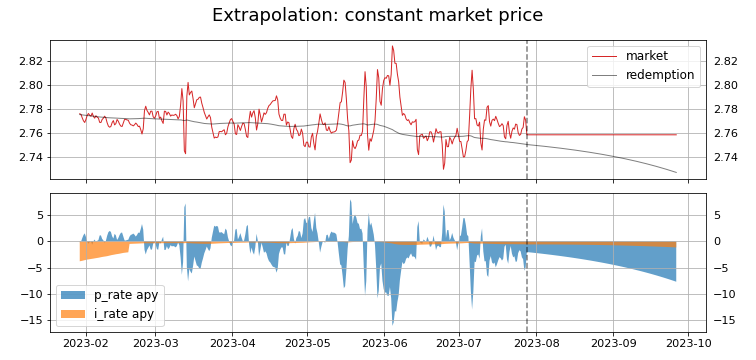 Extrapolation: constant market price
2.82 2.82
2.80 2.80
2.78 2.78
2.76 2.76
2.74 2.74
market
redemption
5 5
0 0
−5 −5
−10 −10
−15 −15
p_rate apy
i_rate apy
2023-02 2023-03 2023-04 2023-05 2023-06 2023-07 2023-08 2023-09 2023-10